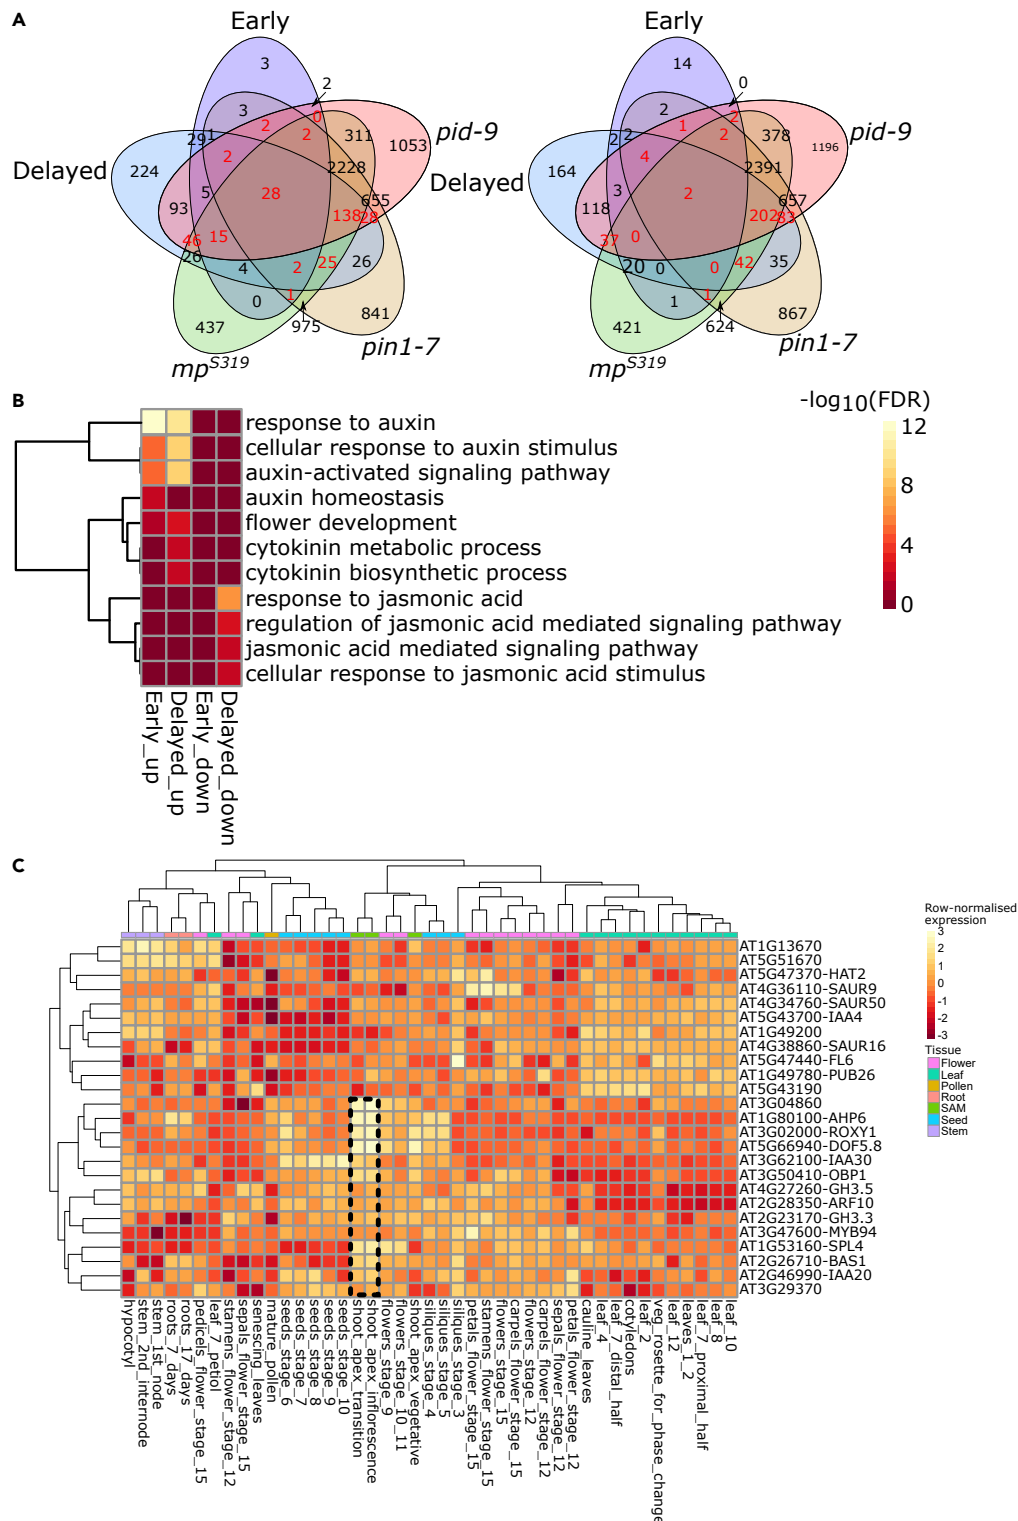 A
Early
Early
3
2
14
0
3
0
2
2
2
2
1
2
311
1053
pid-9
2
378
1196
pid-9
291
2
2
Delayed
224
2
2228
Delayed
164
4
2391
5
28
655
3
2
657
93
138
28
118
202
83
46
15
37
0
26
4
2
25
26
20
0
0
42
35
0
1
1
1
437
975
841
421
624
867
mpS319
pin1-7
mpS319
pin1-7
B
-log10(FDR)
response to auxin
12
cellular response to auxin stimulus
auxin-activated signaling pathway
8
auxin homeostasis
flower development
cytokinin metabolic process
4
cytokinin biosynthetic process
response to jasmonic acid
0
regulation of jasmonic acid mediated signaling pathway
jasmonic acid mediated signaling pathway
cellular response to jasmonic acid stimulus
Early_up
Delayed_up
Early_down
Delayed_down
C
Row-normalised
expression
3
2
1
0
-1
-2
-3
Tissue
Flower
Leaf
Pollen
Root
SAM
Seed
Stem
AT1G13670
AT5G51670
AT5G47370-HAT2
AT4G36110-SAUR9
AT4G34760-SAUR50
AT5G43700-IAA4
AT1G49200
AT4G38860-SAUR16
AT5G47440-FL6
AT1G49780-PUB26
AT5G43190
AT3G04860
AT1G80100-AHP6
AT3G02000-ROXY1
AT5G66940-DOF5.8
AT3G62100-IAA30
AT3G50410-OBP1
AT4G27260-GH3.5
AT2G28350-ARF10
AT2G23170-GH3.3
AT3G47600-MYB94
AT1G53160-SPL4
AT2G26710-BAS1
AT2G46990-IAA20
AT3G29370
hypocotyl
stem_2nd_internode
stem_1st_node
roots_7_days
roots_17_days
pedicels_flower_stage_15
leaf_7_petiol
stamens_flower_stage_12
sepals_flower_stage_15
senescing_leaves
mature_pollen
seeds_stage_6
seeds_stage_7
seeds_stage_8
seeds_stage_9
seeds_stage_10
shoot_apex_transition
shoot_apex_inflorescence
flowers_stage_9
flowers_stage_10_11
shoot_apex_vegetative
siliques_stage_4
siliques_stage_5
siliques_stage_3
petals_flower_stage_15
stamens_flower_stage_15
flowers_stage_15
carpels_flower_stage_15
flowers_stage_12
carpels_flower_stage_12
sepals_flower_stage_12
petals_flower_stage_12
cauline_leaves
leaf_4
leaf_7_distal_half
cotyledons
leaf_2
veg_rosette_for_phase_change
leaf_12
leaves_1_2
leaf_7_proximal_half
leaf_8
leaf_10